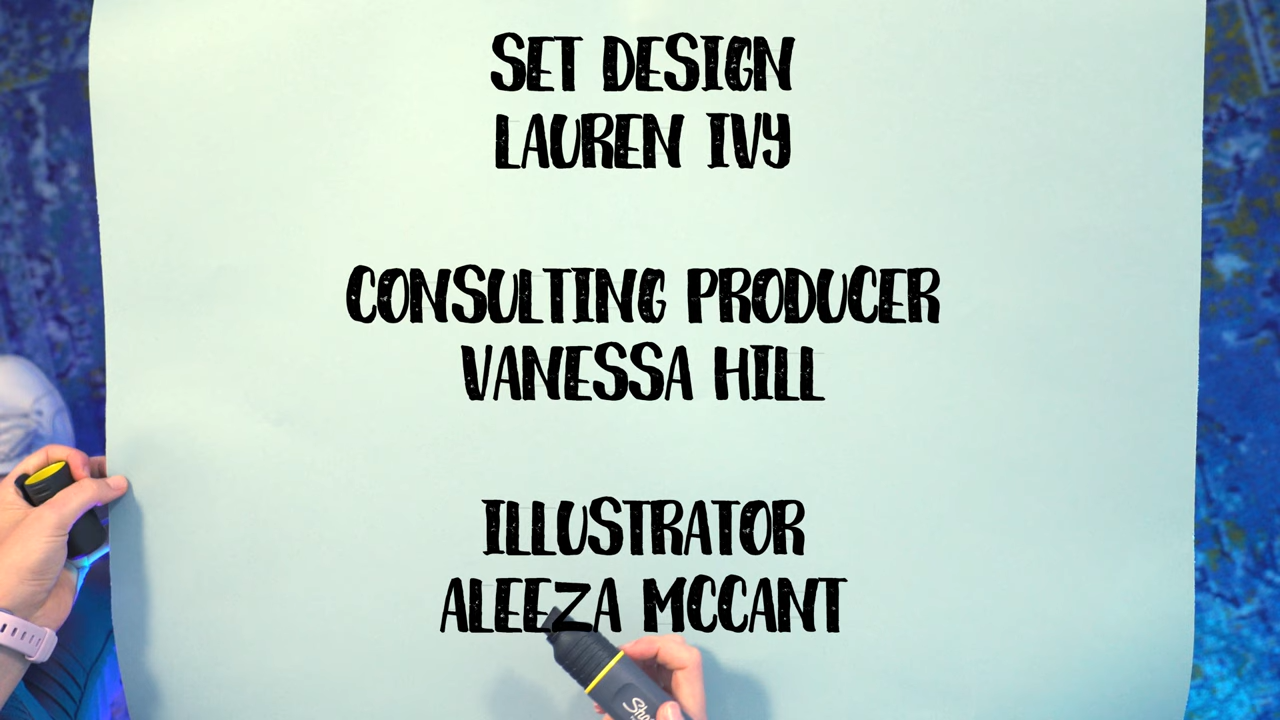 SET DESIGN
LAUREN IVY
CONSULTING PRODUCER
VANESSA HILL
ILLUSTRATOR
ALEEZA MCCANT